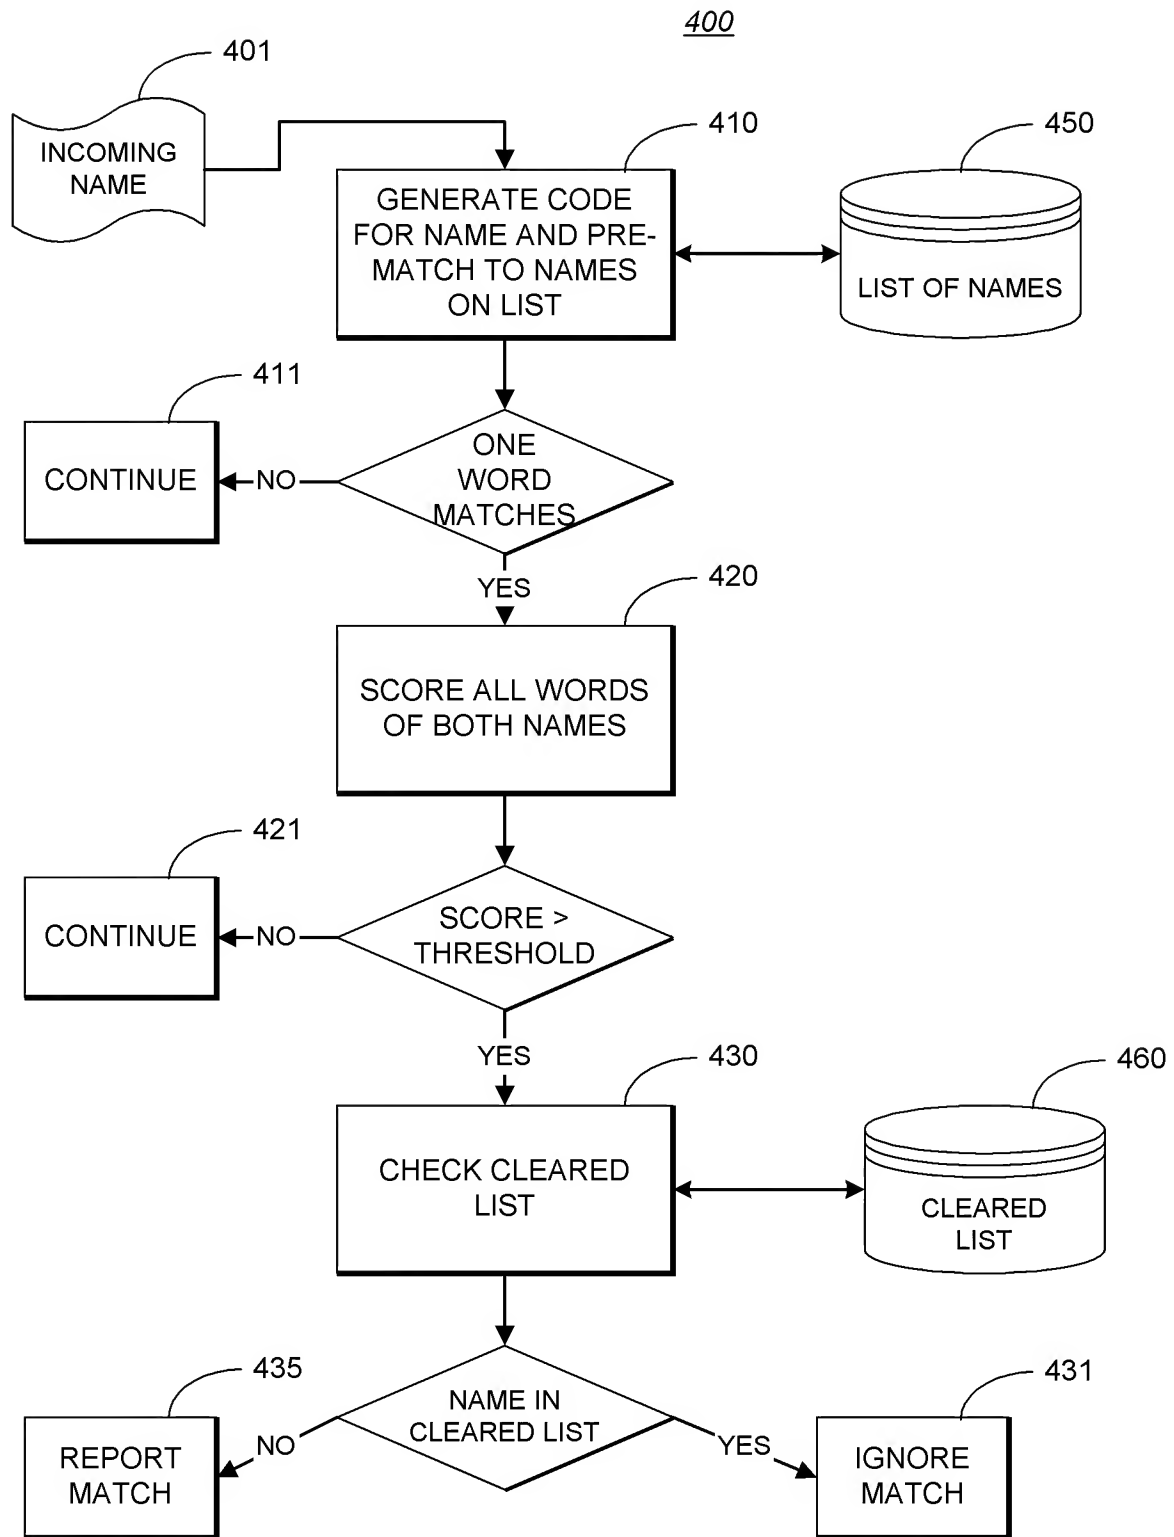 400
401
INCOMING
NAME
410
GENERATE CODE
FOR NAME AND PRE-
MATCH TO NAMES
ON LIST
450
LIST OF NAMES
411
CONTINUE
NO
ONE
WORD
MATCHES
YES
420
SCORE ALL WORDS
OF BOTH NAMES
421
CONTINUE
NO
SCORE >
THRESHOLD
YES
430
CHECK CLEARED
LIST
460
CLEARED
LIST
435
REPORT
MATCH
NO
NAME IN
CLEARED LIST
YES
431
IGNORE
MATCH